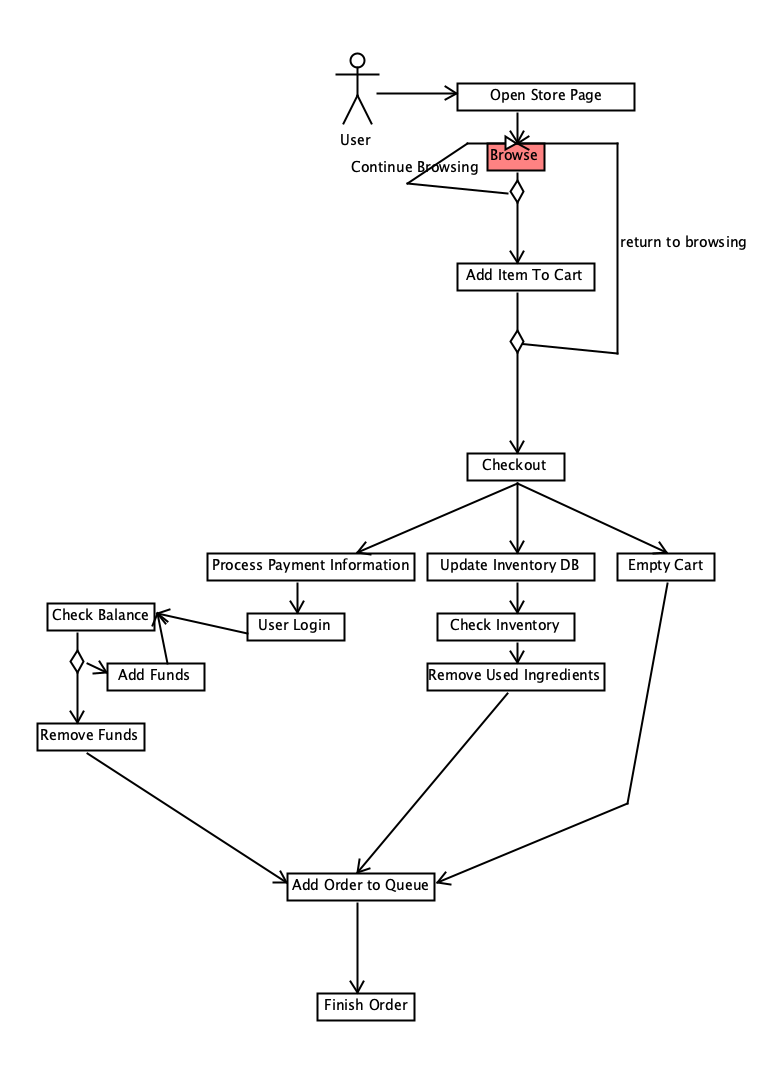 Open Store Page
User
Browse
Continue Browsing
return to browsing
Add Item To Cart
Checkout
Process Payment Information
Update Inventory DB
Empty Cart
Check Balance
User Login
Check Inventory
Add Funds
Remove Used Ingredients
Remove Funds
Add Order to Queue
Finish Order